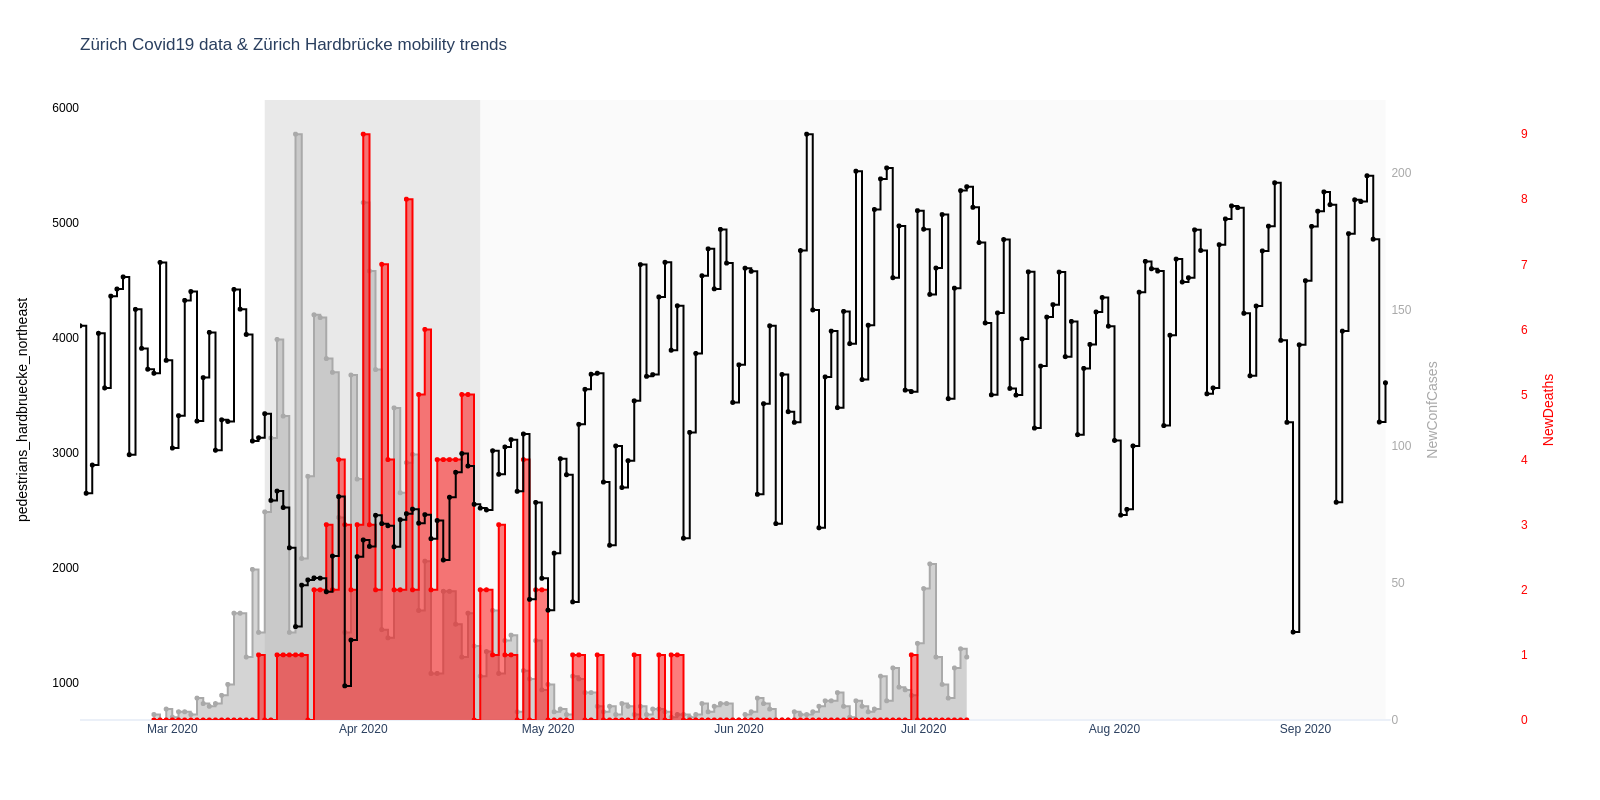 Zürich Covid19 data & Zürich Hardbrücke mobility trends
6000
5000
4000
3000
2000
1000
pedestrians_hardbruecke_northeast
Mar 2020
Apr 2020
May 2020
Jun 2020
Jul 2020
Aug 2020
Sep 2020
200
150
100
50
0
NewConfCases
9
8
7
6
5
4
3
2
1
0
NewDeaths